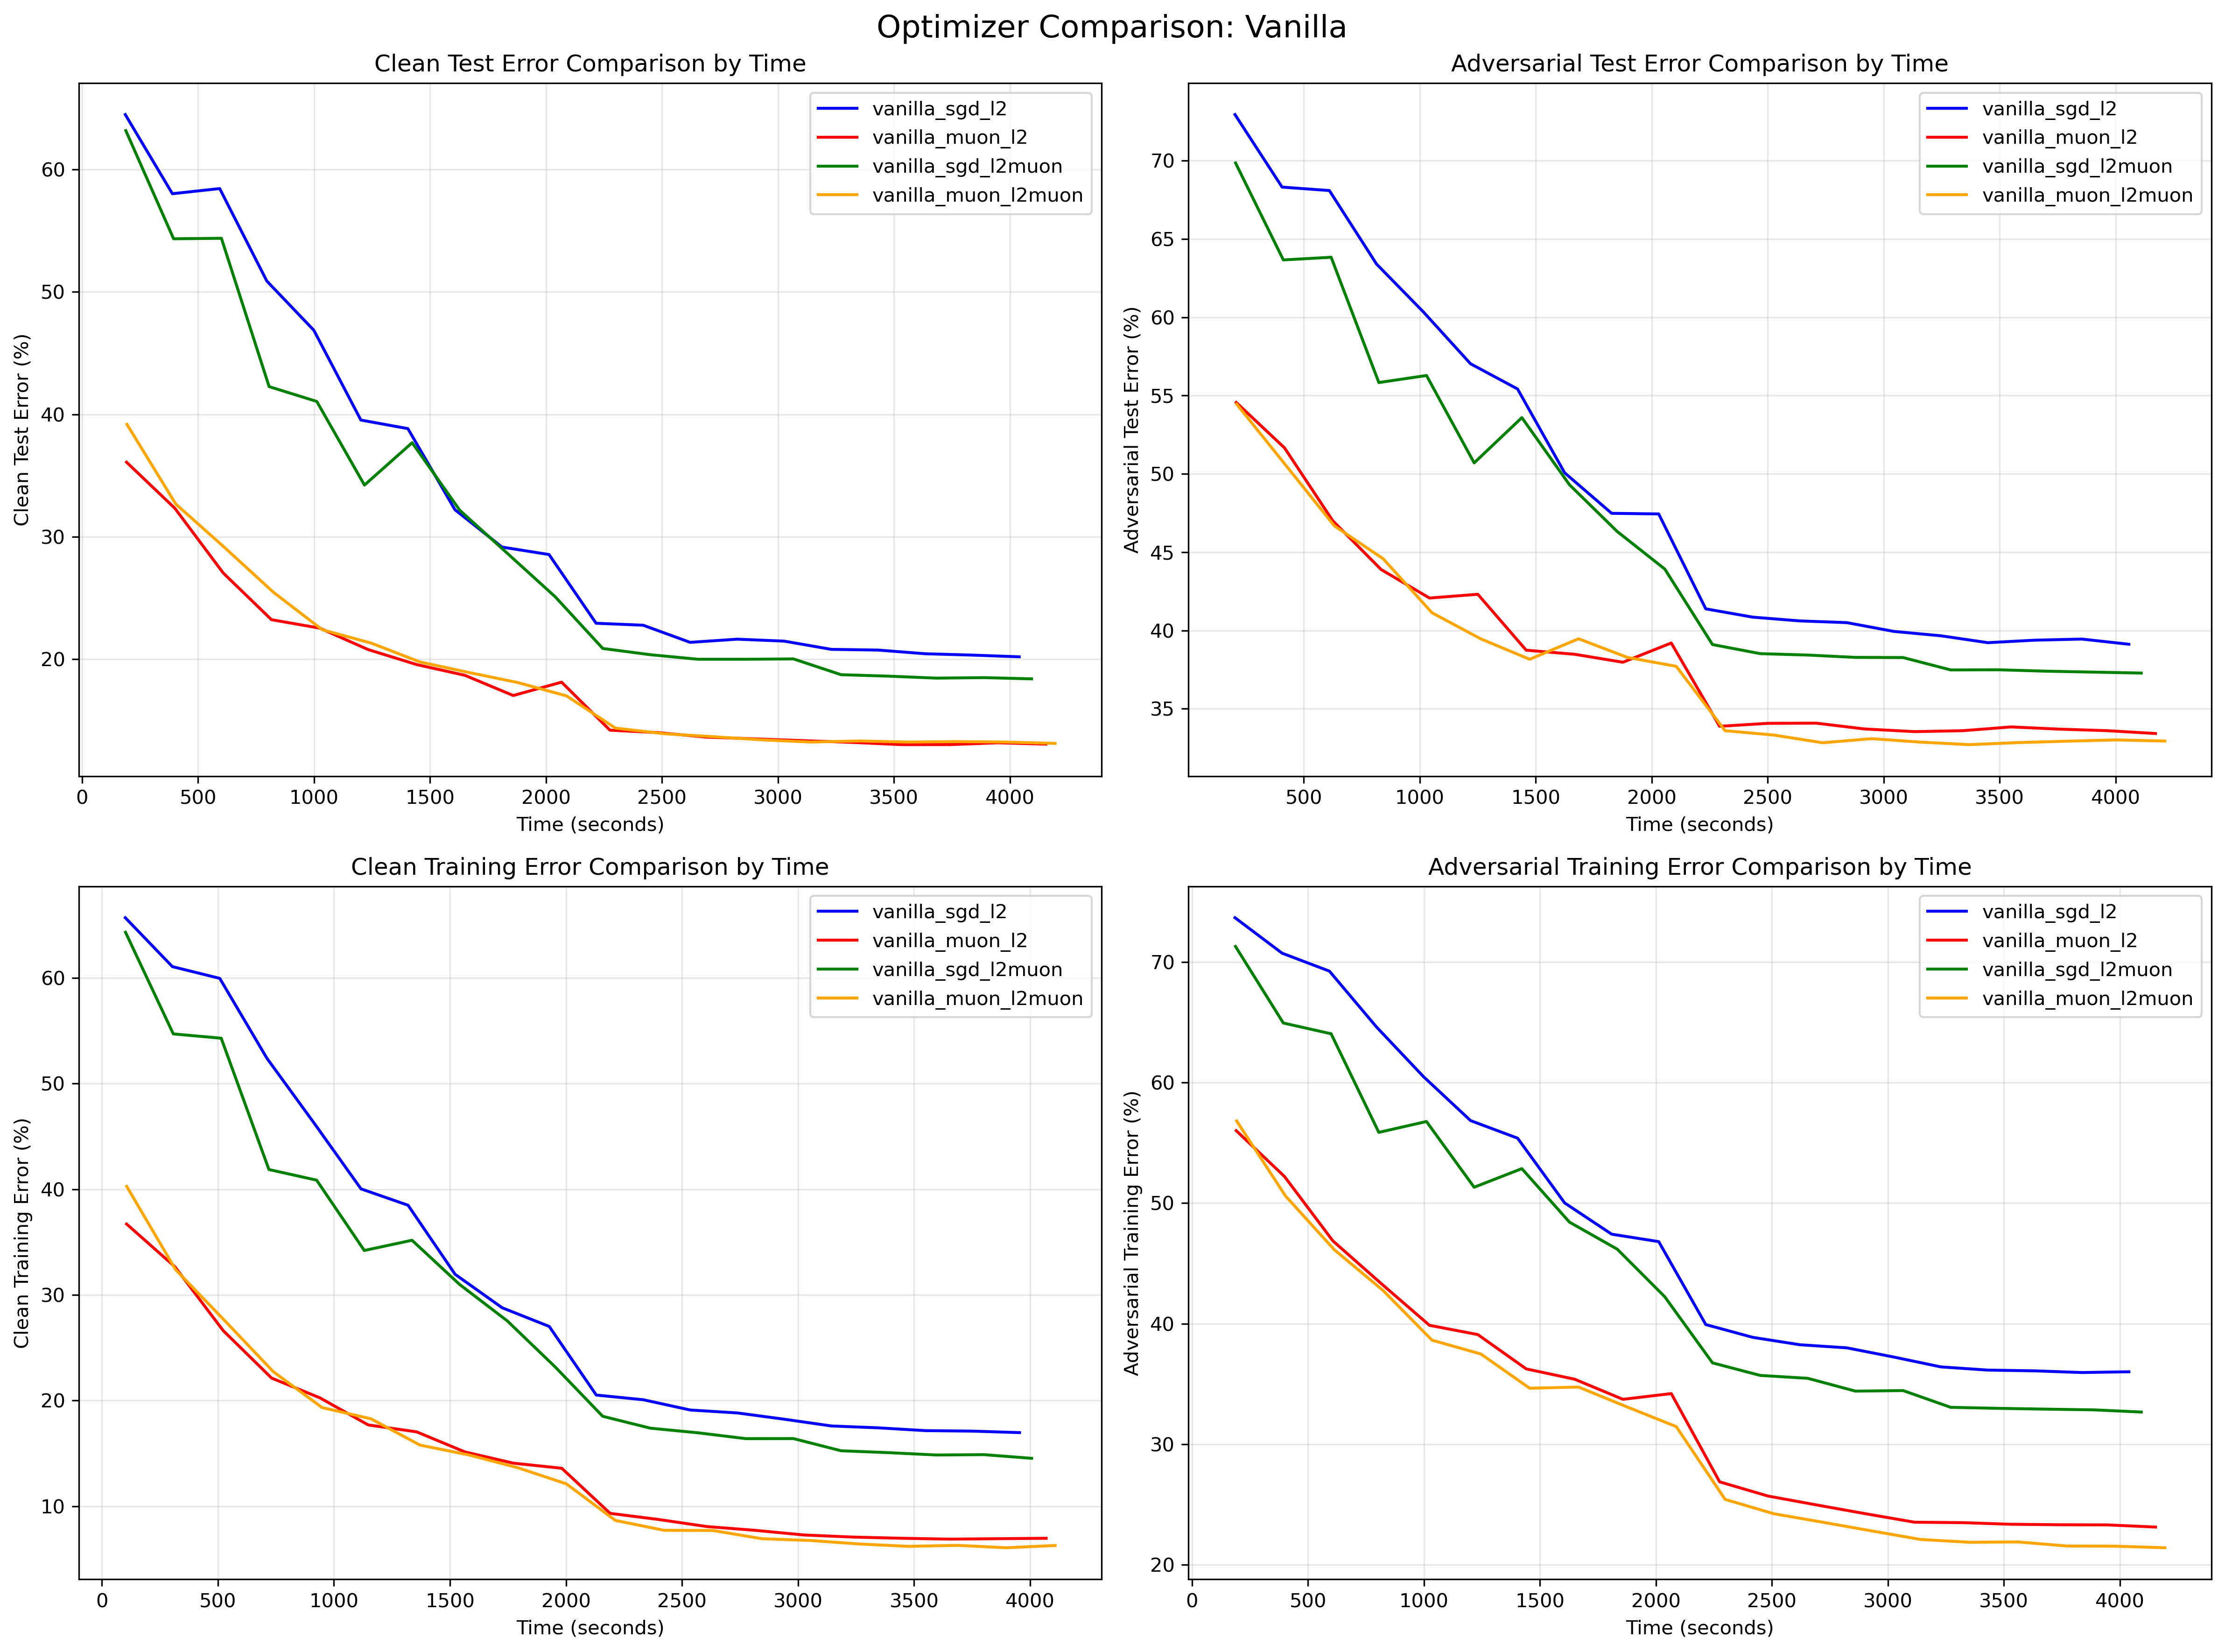 Optimizer Comparison: Vanilla
Clean Test Error Comparison by Time
Clean Test Error (%)
60
50
40
30
20
0 500 1000 1500 2000 2500 3000 3500 4000
Time (seconds)
vanilla_sgd_l2
vanilla_muon_l2
vanilla_sgd_l2muon
vanilla_muon_l2muon
Adversarial Test Error Comparison by Time
Adversarial Test Error (%)
70
65
60
55
50
45
40
35
500 1000 1500 2000 2500 3000 3500 4000
Time (seconds)
vanilla_sgd_l2
vanilla_muon_l2
vanilla_sgd_l2muon
vanilla_muon_l2muon
Clean Training Error Comparison by Time
Clean Training Error (%)
60
50
40
30
20
10
0 500 1000 1500 2000 2500 3000 3500 4000
Time (seconds)
vanilla_sgd_l2
vanilla_muon_l2
vanilla_sgd_l2muon
vanilla_muon_l2muon
Adversarial Training Error Comparison by Time
Adversarial Training Error (%)
70
60
50
40
30
20
0 500 1000 1500 2000 2500 3000 3500 4000
Time (seconds)
vanilla_sgd_l2
vanilla_muon_l2
vanilla_sgd_l2muon
vanilla_muon_l2muon